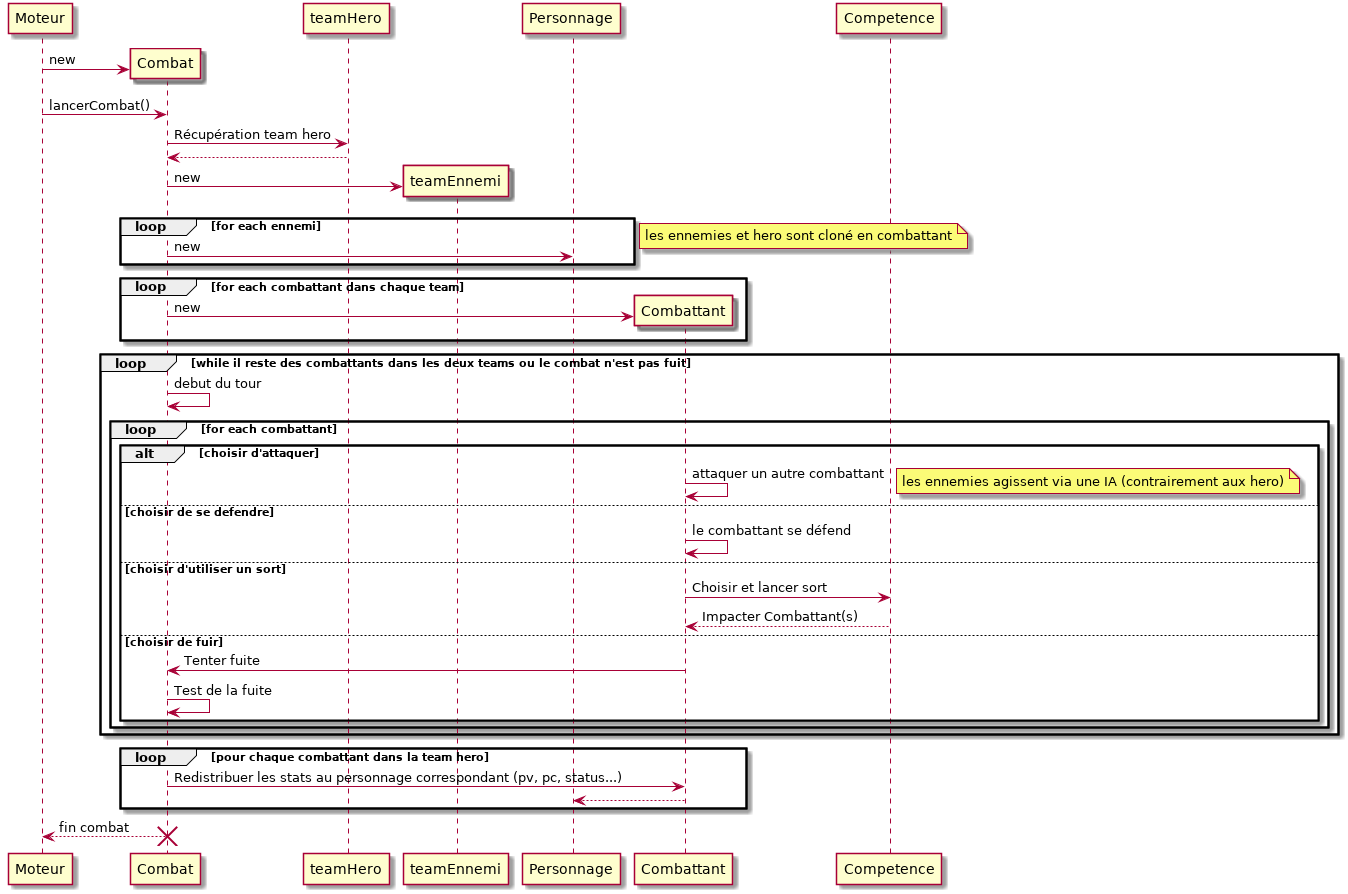 Moteur
teamHero
Personnage
Competence
new
Combat
lancerCombat()
Récupération team hero
new
teamEnnemi
loop
[for each ennemi]
les ennemies et hero sont cloné en combattant
new
loop
[for each combattant dans chaque team]
new
Combattant
loop
[while il reste des combattants dans les deux teams ou le combat n'est pas fuit]
debut du tour
loop
[for each combattant]
alt
[choisir d'attaquer]
attaquer un autre combattant
les ennemies agissent via une IA (contrairement aux hero)
[choisir de se defendre]
le combattant se défend
[choisir d'utiliser un sort]
Choisir et lancer sort
Impacter Combattant(s)
[choisir de fuir]
Tenter fuite
Test de la fuite
loop
[pour chaque combattant dans la team hero]
Redistribuer les stats au personnage correspondant (pv, pc, status...)
fin combat
Moteur
Combat
teamHero
teamEnnemi
Personnage
Combattant
Competence